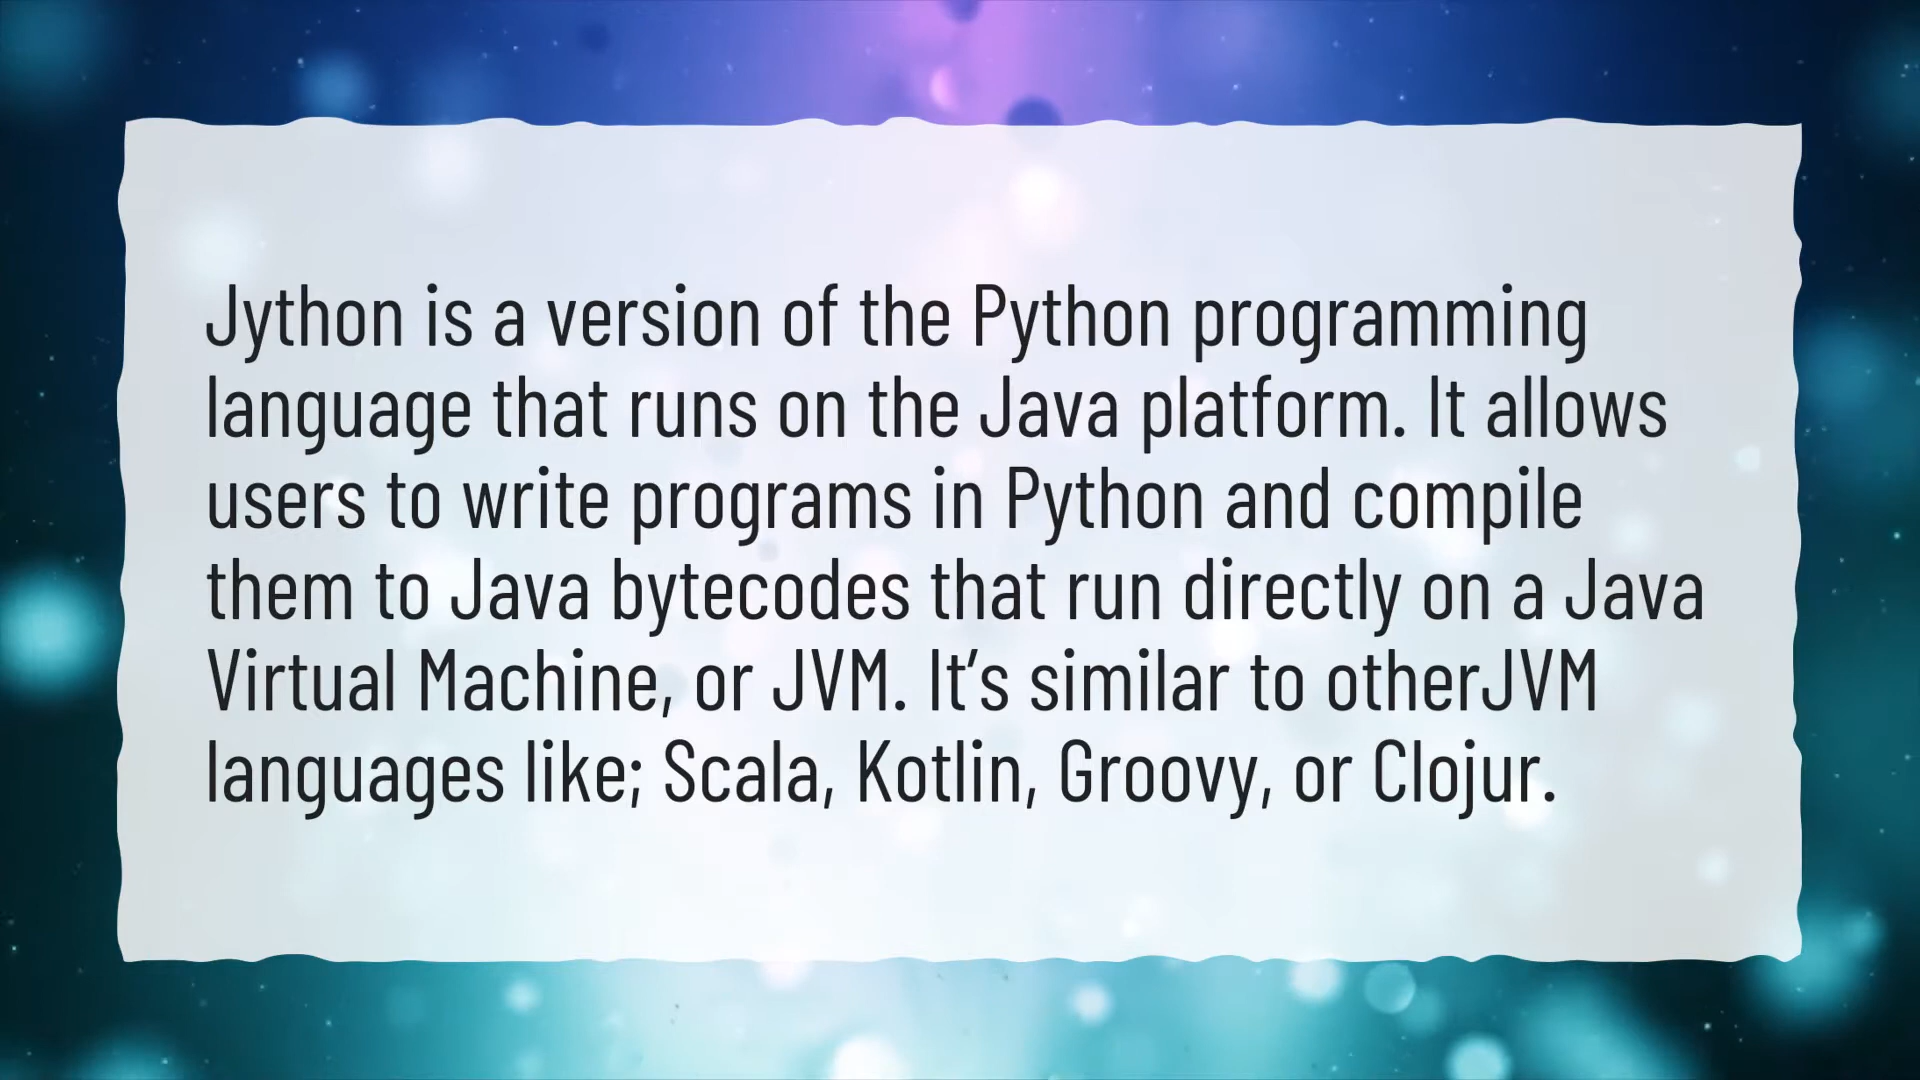 Jython is a version of the Python programming
language that runs on the Java platform. It allows
users to write programs in Python and compile
them to Java bytecodes that run directly on a Java
Virtual Machine, or JVM. It’s similar to otherJVM
languages like; Scala, Kotlin, Groovy, or Clojur.